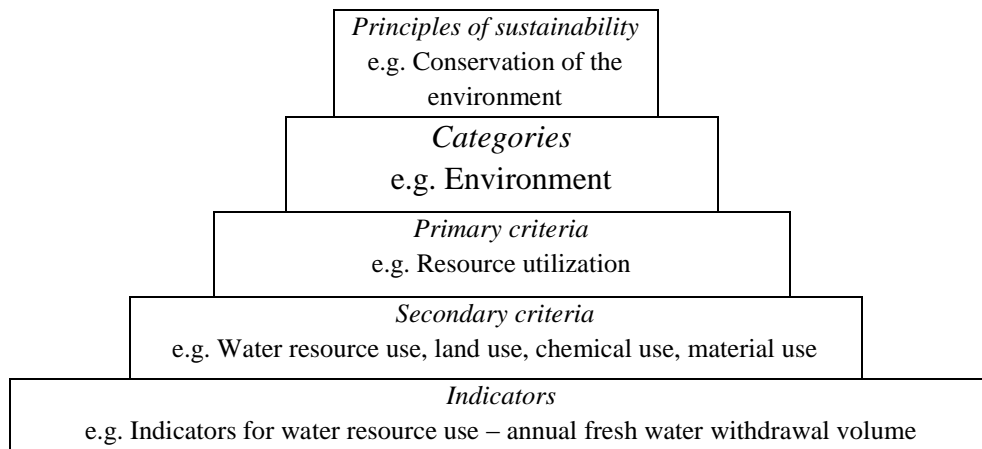 Principles of sustainability
e.g. Conservation of the
environment
Categories
e.g. Environment
Primary criteria
e.g. Resource utilization
Secondary criteria
e.g. Water resource use, land use, chemical use, material use
Indicators
e.g. Indicators for water resource use – annual fresh water withdrawal volume